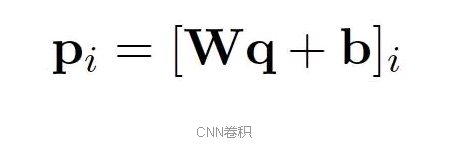 p_i = [Wq + b]_i
CNN卷积